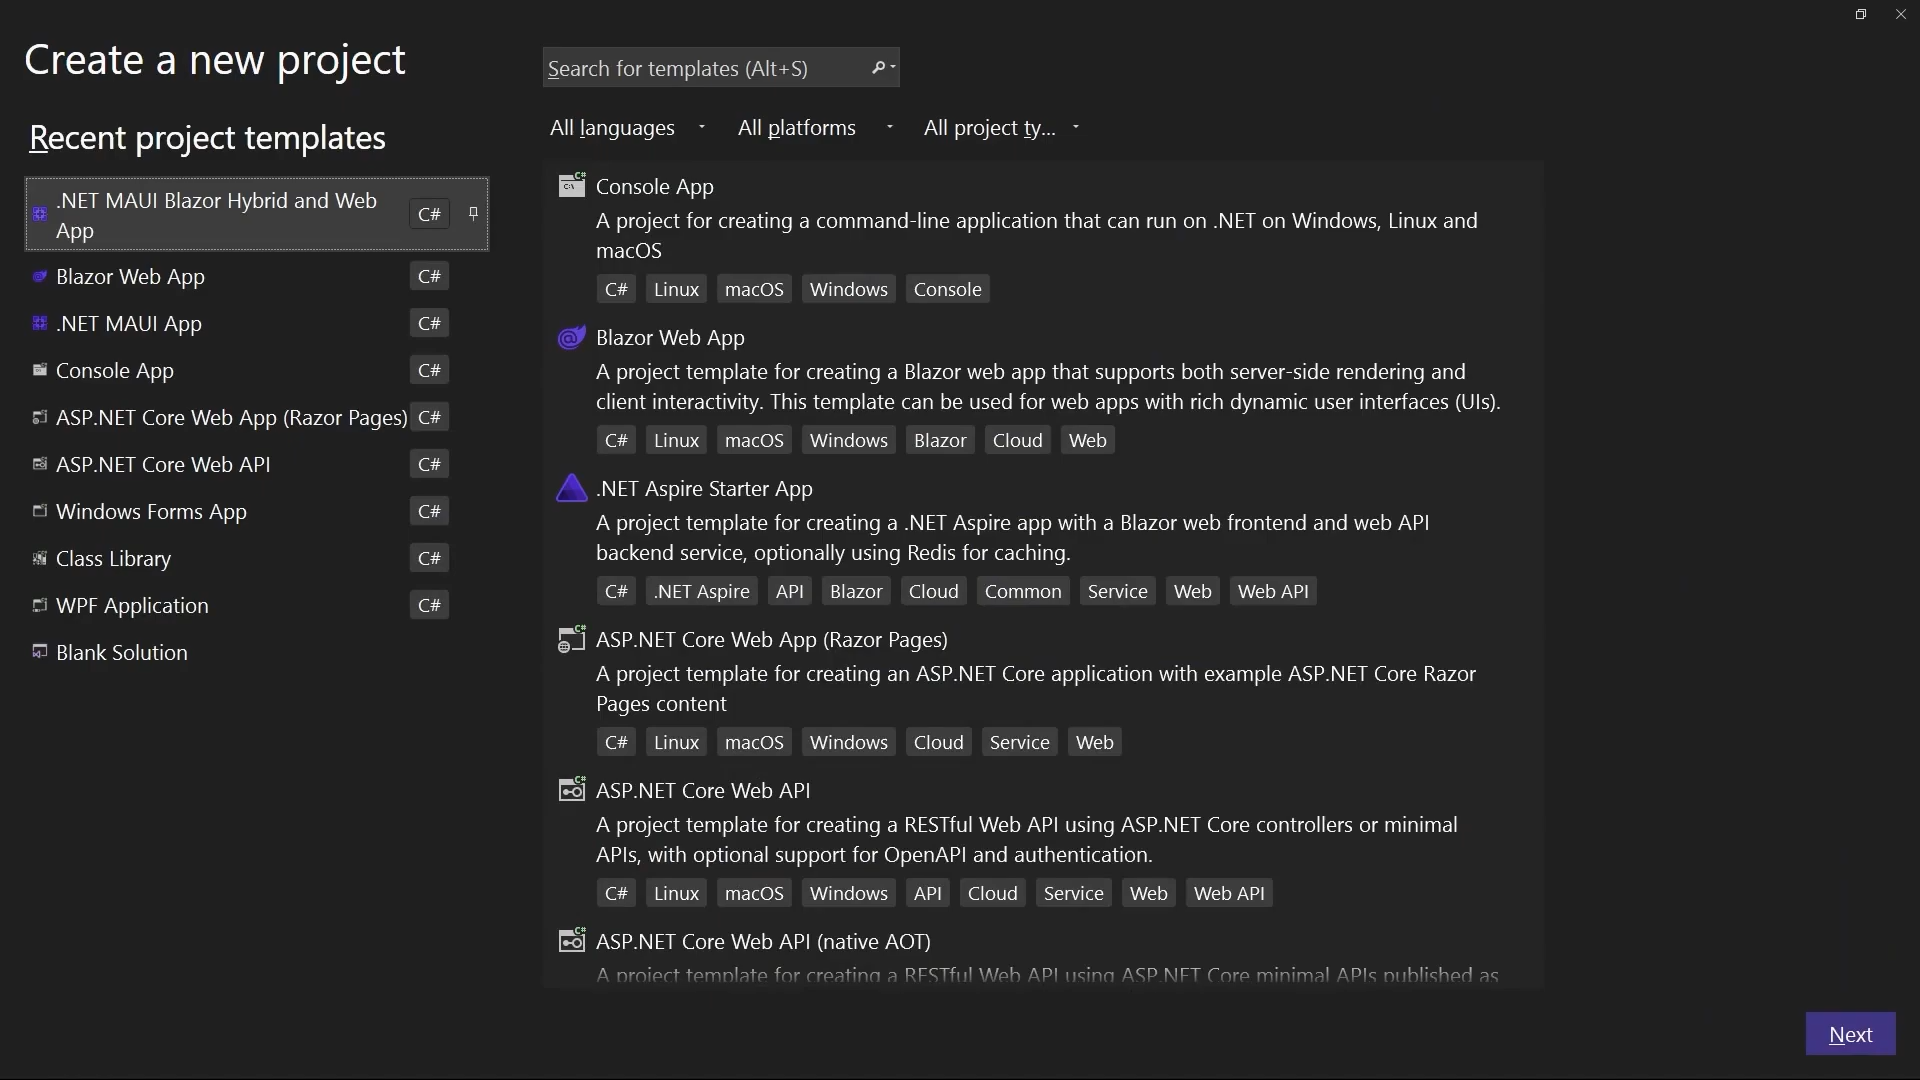 Create a new project
Search for templates (Alt+S)
Recent project templates
All languages
All platforms
All project ty...
.NET MAUI Blazor Hybrid and Web
App
C#
Blazor Web App
C#
.NET MAUI App
C#
Console App
C#
ASP.NET Core Web App (Razor Pages)
C#
ASP.NET Core Web API
C#
Windows Forms App
C#
Class Library
C#
WPF Application
C#
Blank Solution
Console App
A project for creating a command-line application that can run on .NET on Windows, Linux and
macOS
C# Linux macOS Windows Console
Blazor Web App
A project template for creating a Blazor web app that supports both server-side rendering and
client interactivity. This template can be used for web apps with rich dynamic user interfaces (UIs).
C# Linux macOS Windows Blazor Cloud Web
.NET Aspire Starter App
A project template for creating a .NET Aspire app with a Blazor web frontend and web API
backend service, optionally using Redis for caching.
C# .NET Aspire API Blazor Cloud Common Service Web Web API
ASP.NET Core Web App (Razor Pages)
A project template for creating an ASP.NET Core application with example ASP.NET Core Razor
Pages content
C# Linux macOS Windows Cloud Service Web
ASP.NET Core Web API
A project template for creating a RESTful Web API using ASP.NET Core controllers or minimal
APIs, with optional support for OpenAPI and authentication.
C# Linux macOS Windows API Cloud Service Web Web API
ASP.NET Core Web API (native AOT)
A project template for creating a RESTful Web API using ASP.NET Core minimal APIs published as
Next